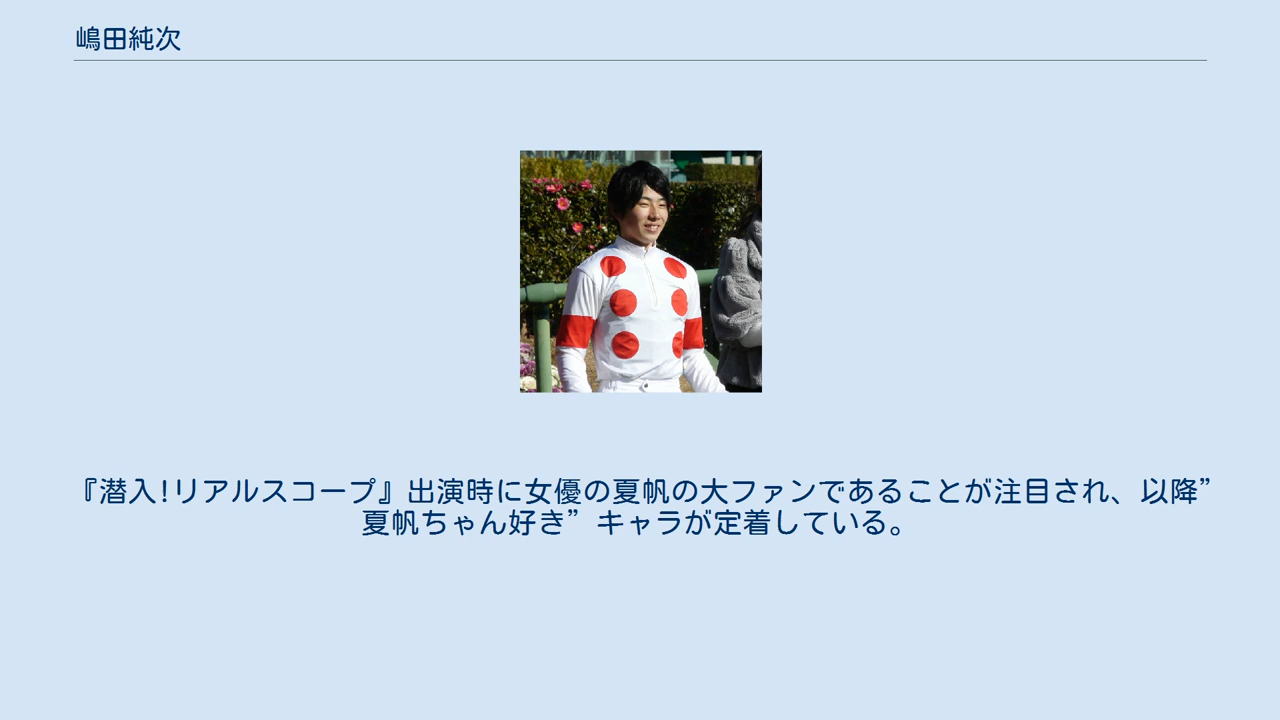 嶋田純次
『潜入!リアルスコープ』出演時に女優の夏帆の大ファンであることが注目され、以降”
夏帆ちゃん好き”キャラが定着している。